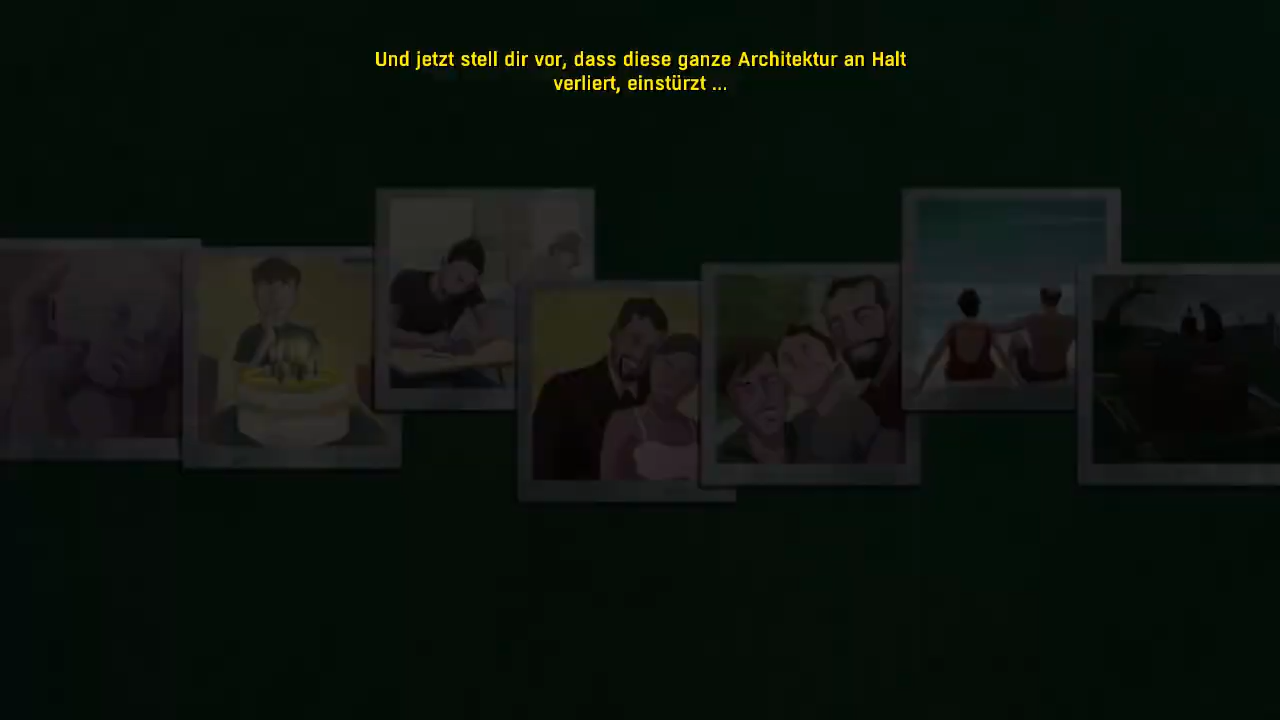 Und jetzt stell dir vor, dass diese ganze Architektur an Halt
verliert, einstürzt ...